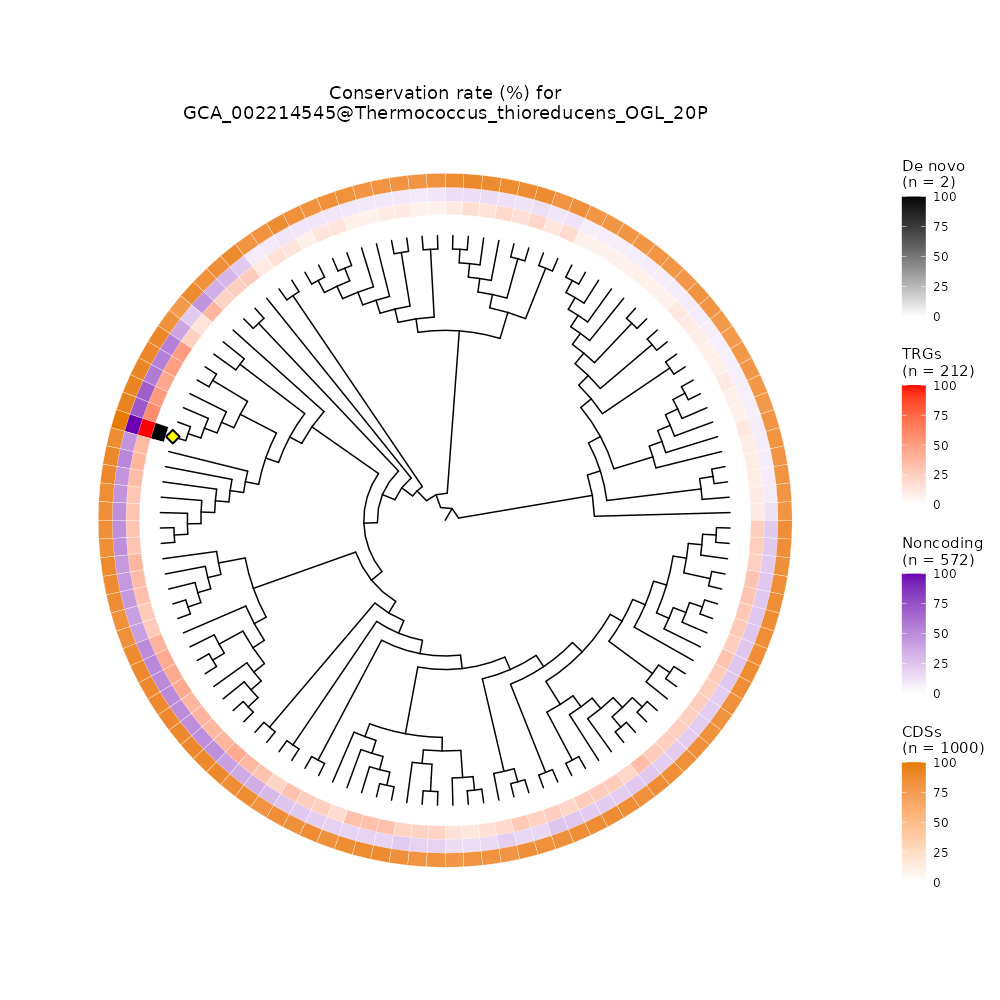 Conservation rate (%) for
GCA_002214545@Thermococcus_thioreducens_OGL_20P
De novo
(n = 2)
100
75
50
25
0
TRGs
(n = 212)
100
75
50
25
0
Noncoding
(n = 572)
100
75
50
25
0
CDSs
(n = 1000)
100
75
50
25
0